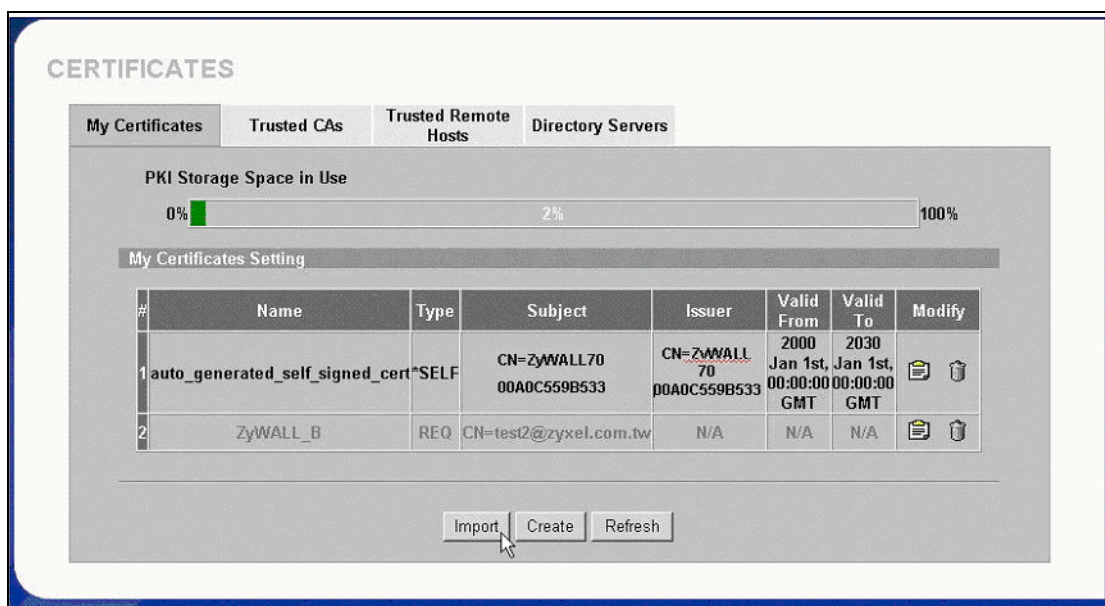 CERTIFICATES
My Certificates
Trusted CAs
Trusted Remote
Hosts
Directory Servers
PKI Storage Space in Use
0%
2%
100%
My Certificates Setting
# Name Type Subject Issuer Valid From Valid To Modify
1 auto_generated_self_signed_cert *SELF CN=ZyWALL70 00A0C559B533 CN=ZyWALL 70 00A0C559B533 2000 Jan 1st, 00:00:00 GMT 2030 Jan 1st, 00:00:00 GMT
2 ZyWALL_B REQ CN=test2@zyxel.com.tw N/A N/A N/A
Import Create Refresh